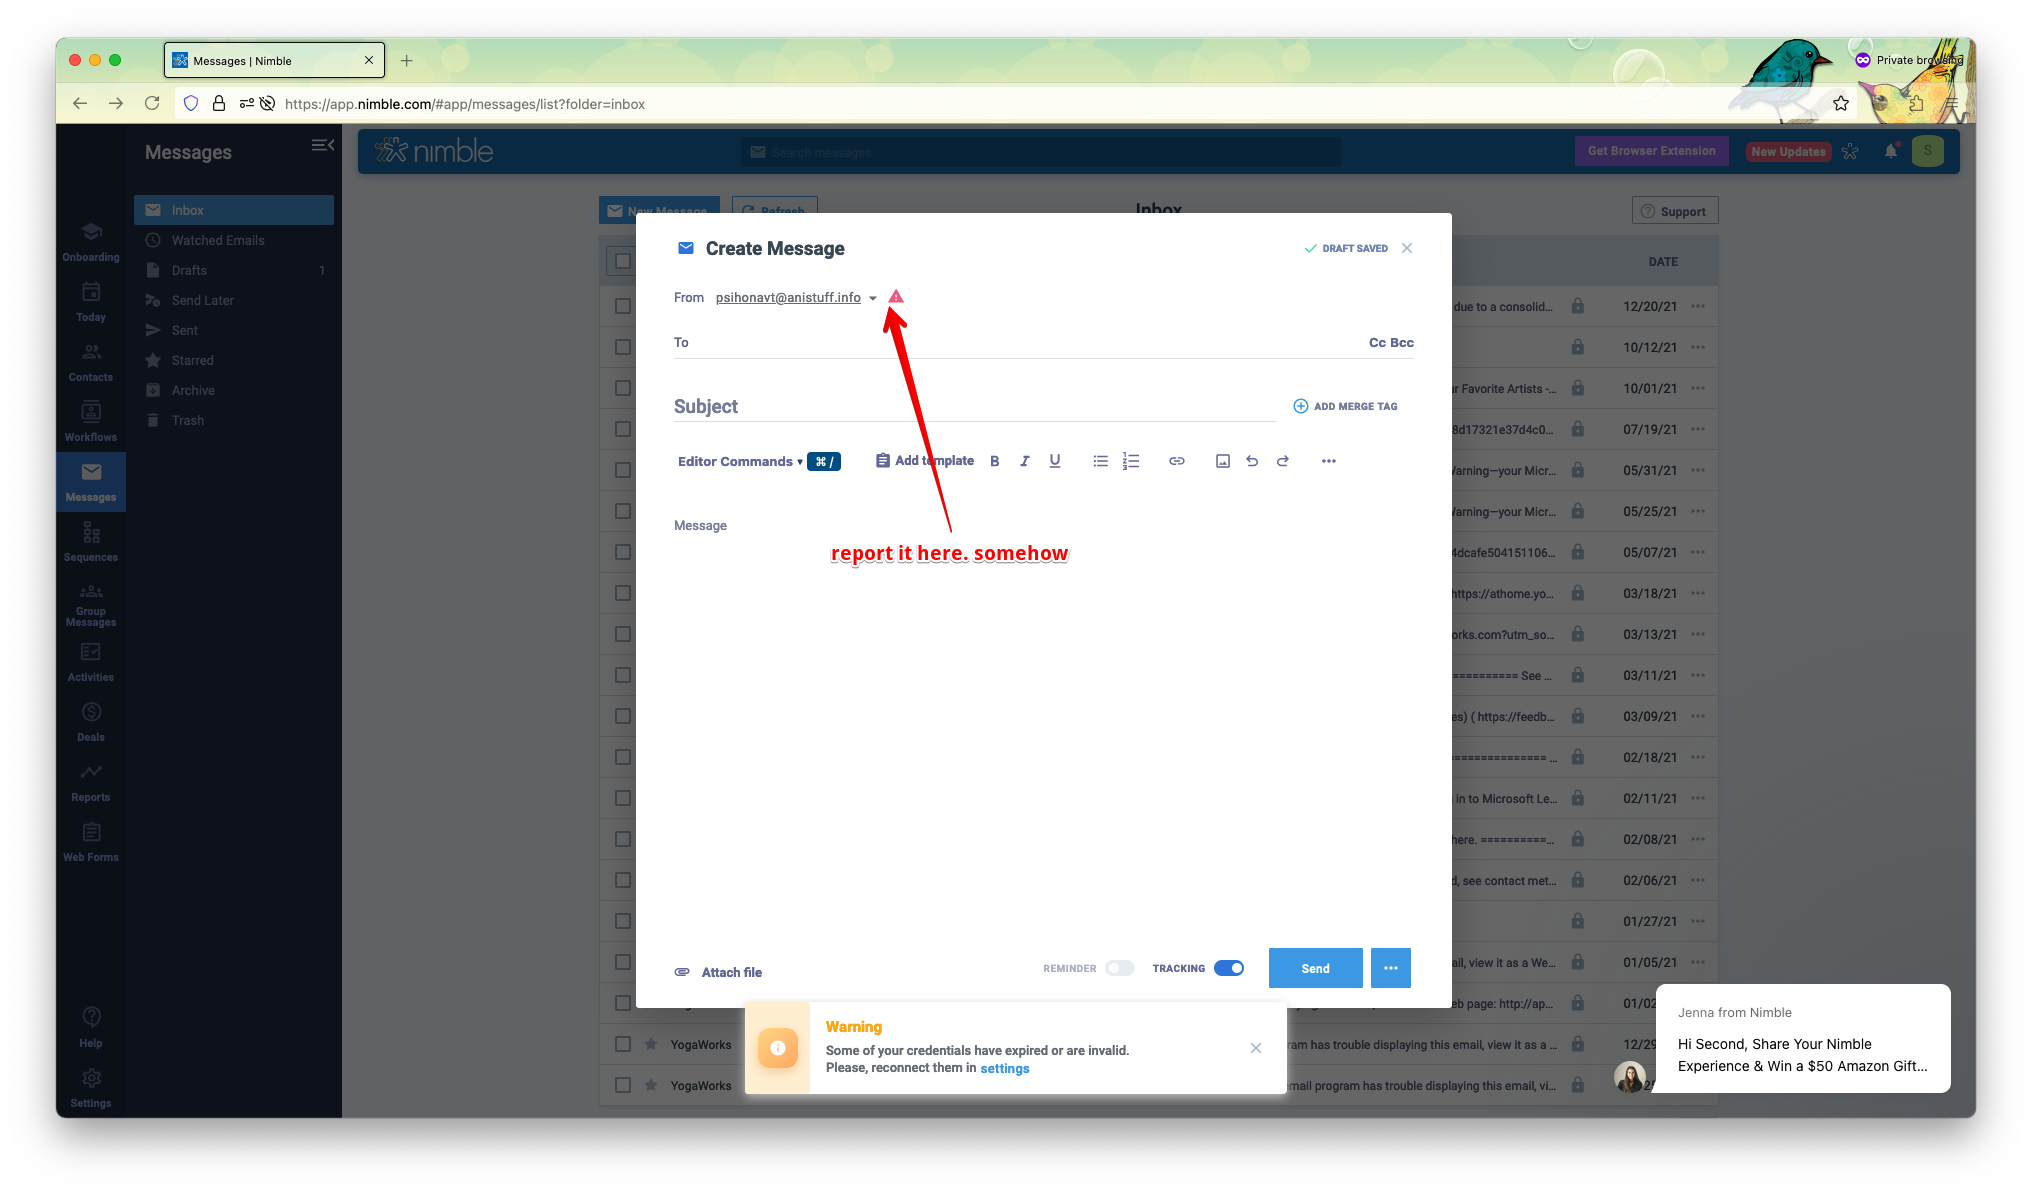 Messages | Nimble
Private browsing
https://app.nimble.com/#app/messages/list?folder=inbox
Messages
nimble
Search messages
Get Browser Extension
New Updates
S
Inbox
Watched Emails
Drafts 1
Send Later
Sent
Starred
Archive
Trash
Onboarding
Today
Contacts
Workflows
Messages
Sequences
Group
Messages
Activities
Deals
Reports
Web Forms
Help
Settings
New Message
Refresh
Inbox
Support
DATE
due to a consolid... 12/20/21
10/12/21
Favorite Artists -... 10/01/21
8d17321e37d4c0... 07/19/21
Warning—your Micr... 05/31/21
Warning—your Micr... 05/25/21
4dcafe504151106... 05/07/21
https://athome.yo... 03/18/21
orks.com?utm_so... 03/13/21
========== See ... 03/11/21
es) ( https://feedb... 03/09/21
=============== ... 02/18/21
in to Microsoft Le... 02/11/21
here. ==========... 02/08/21
d, see contact met... 02/06/21
01/27/21
ail, view it as a We... 01/05/21
eb page: http://ap... 01/02
YogaWorks
ram has trouble displaying this email, view it as a ... 12/29
YogaWorks
email program has trouble displaying this email, vi...
Create Message
DRAFT SAVED
From psihonavt@anistuff.info
To
Cc Bcc
Subject
ADD MERGE TAG
Editor Commands ⌘ /
Add template
B I U
Message
report it here. somehow
Attach file
REMINDER
TRACKING
Send
Warning
Some of your credentials have expired or are invalid.
Please, reconnect them in settings
Jenna from Nimble
Hi Second, Share Your Nimble
Experience & Win a $50 Amazon Gift...